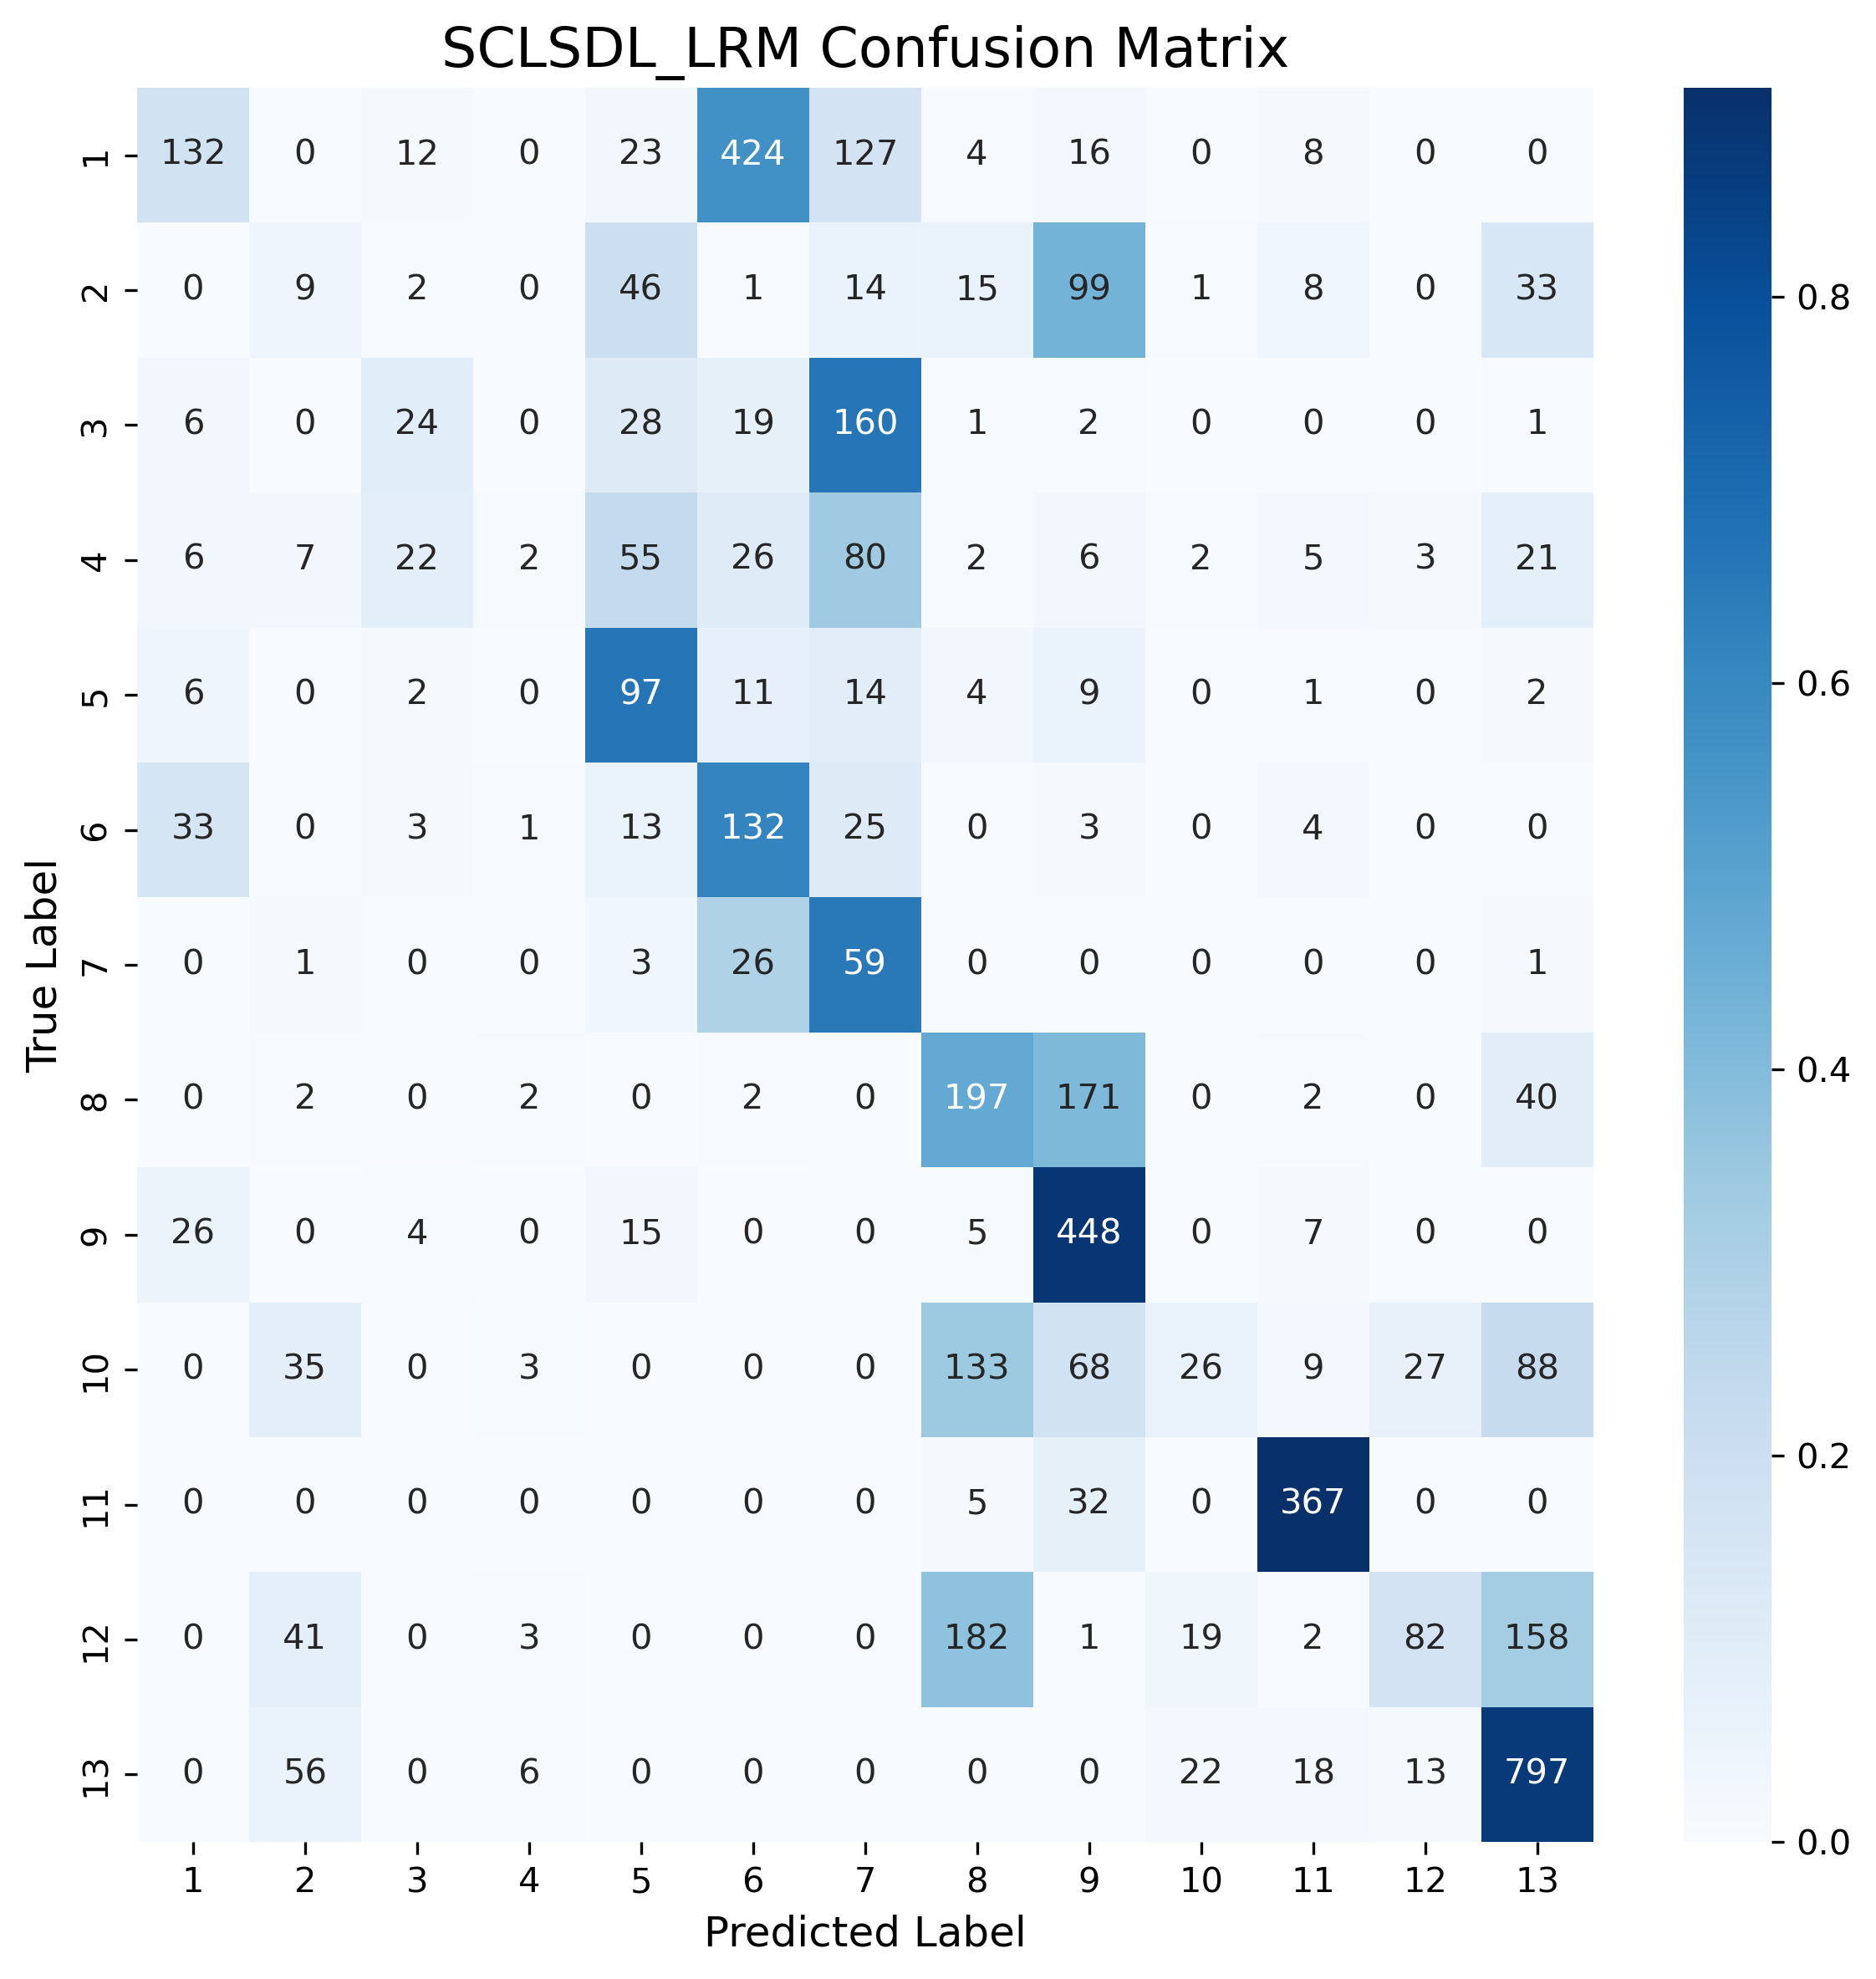 SCLSDL_LRM Confusion Matrix
1 132 0 12 0 23 424 127 4 16 0 8 0 0
2 0 9 2 0 46 1 14 15 99 1 8 0 33
3 6 0 24 0 28 19 160 1 2 0 0 0 1
4 6 7 22 2 55 26 80 2 6 2 5 3 21
5 6 0 2 0 97 11 14 4 9 0 1 0 2
6 33 0 3 1 13 132 25 0 3 0 4 0 0
7 0 1 0 0 3 26 59 0 0 0 0 0 1
8 0 2 0 2 0 2 0 197 171 0 2 0 40
9 26 0 4 0 15 0 0 5 448 0 7 0 0
10 0 35 0 3 0 0 0 133 68 26 9 27 88
11 0 0 0 0 0 0 0 5 32 0 367 0 0
12 0 41 0 3 0 0 0 182 1 19 2 82 158
13 0 56 0 6 0 0 0 0 0 22 18 13 797
1 2 3 4 5 6 7 8 9 10 11 12 13
Predicted Label
True Label
0.8
0.6
0.4
0.2
0.0